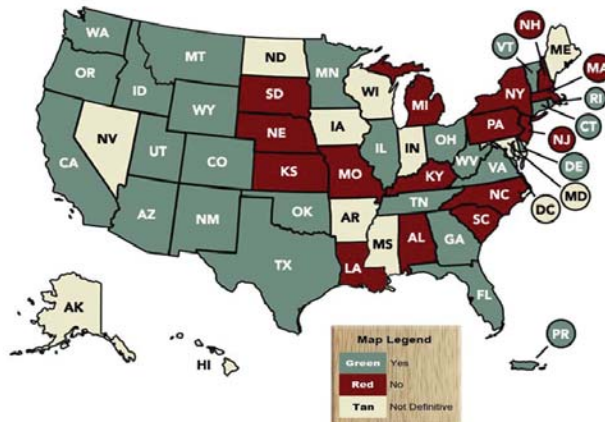 NH
VT
ME
WA
MT
ND
MN
MA
OR
ID
SD
WI
MI
NY
RI
WY
CT
NV
NE
IA
PA
NJ
CA
UT
CO
IL
IN
OH
WV
VA
DE
KS
MO
KY
MD
NC
DC
TN
AZ
NM
OK
AR
SC
MS
AL
GA
TX
LA
FL
AK
HI
PR
Map Legend
Green Yes
Red No
Tan Not Definitive